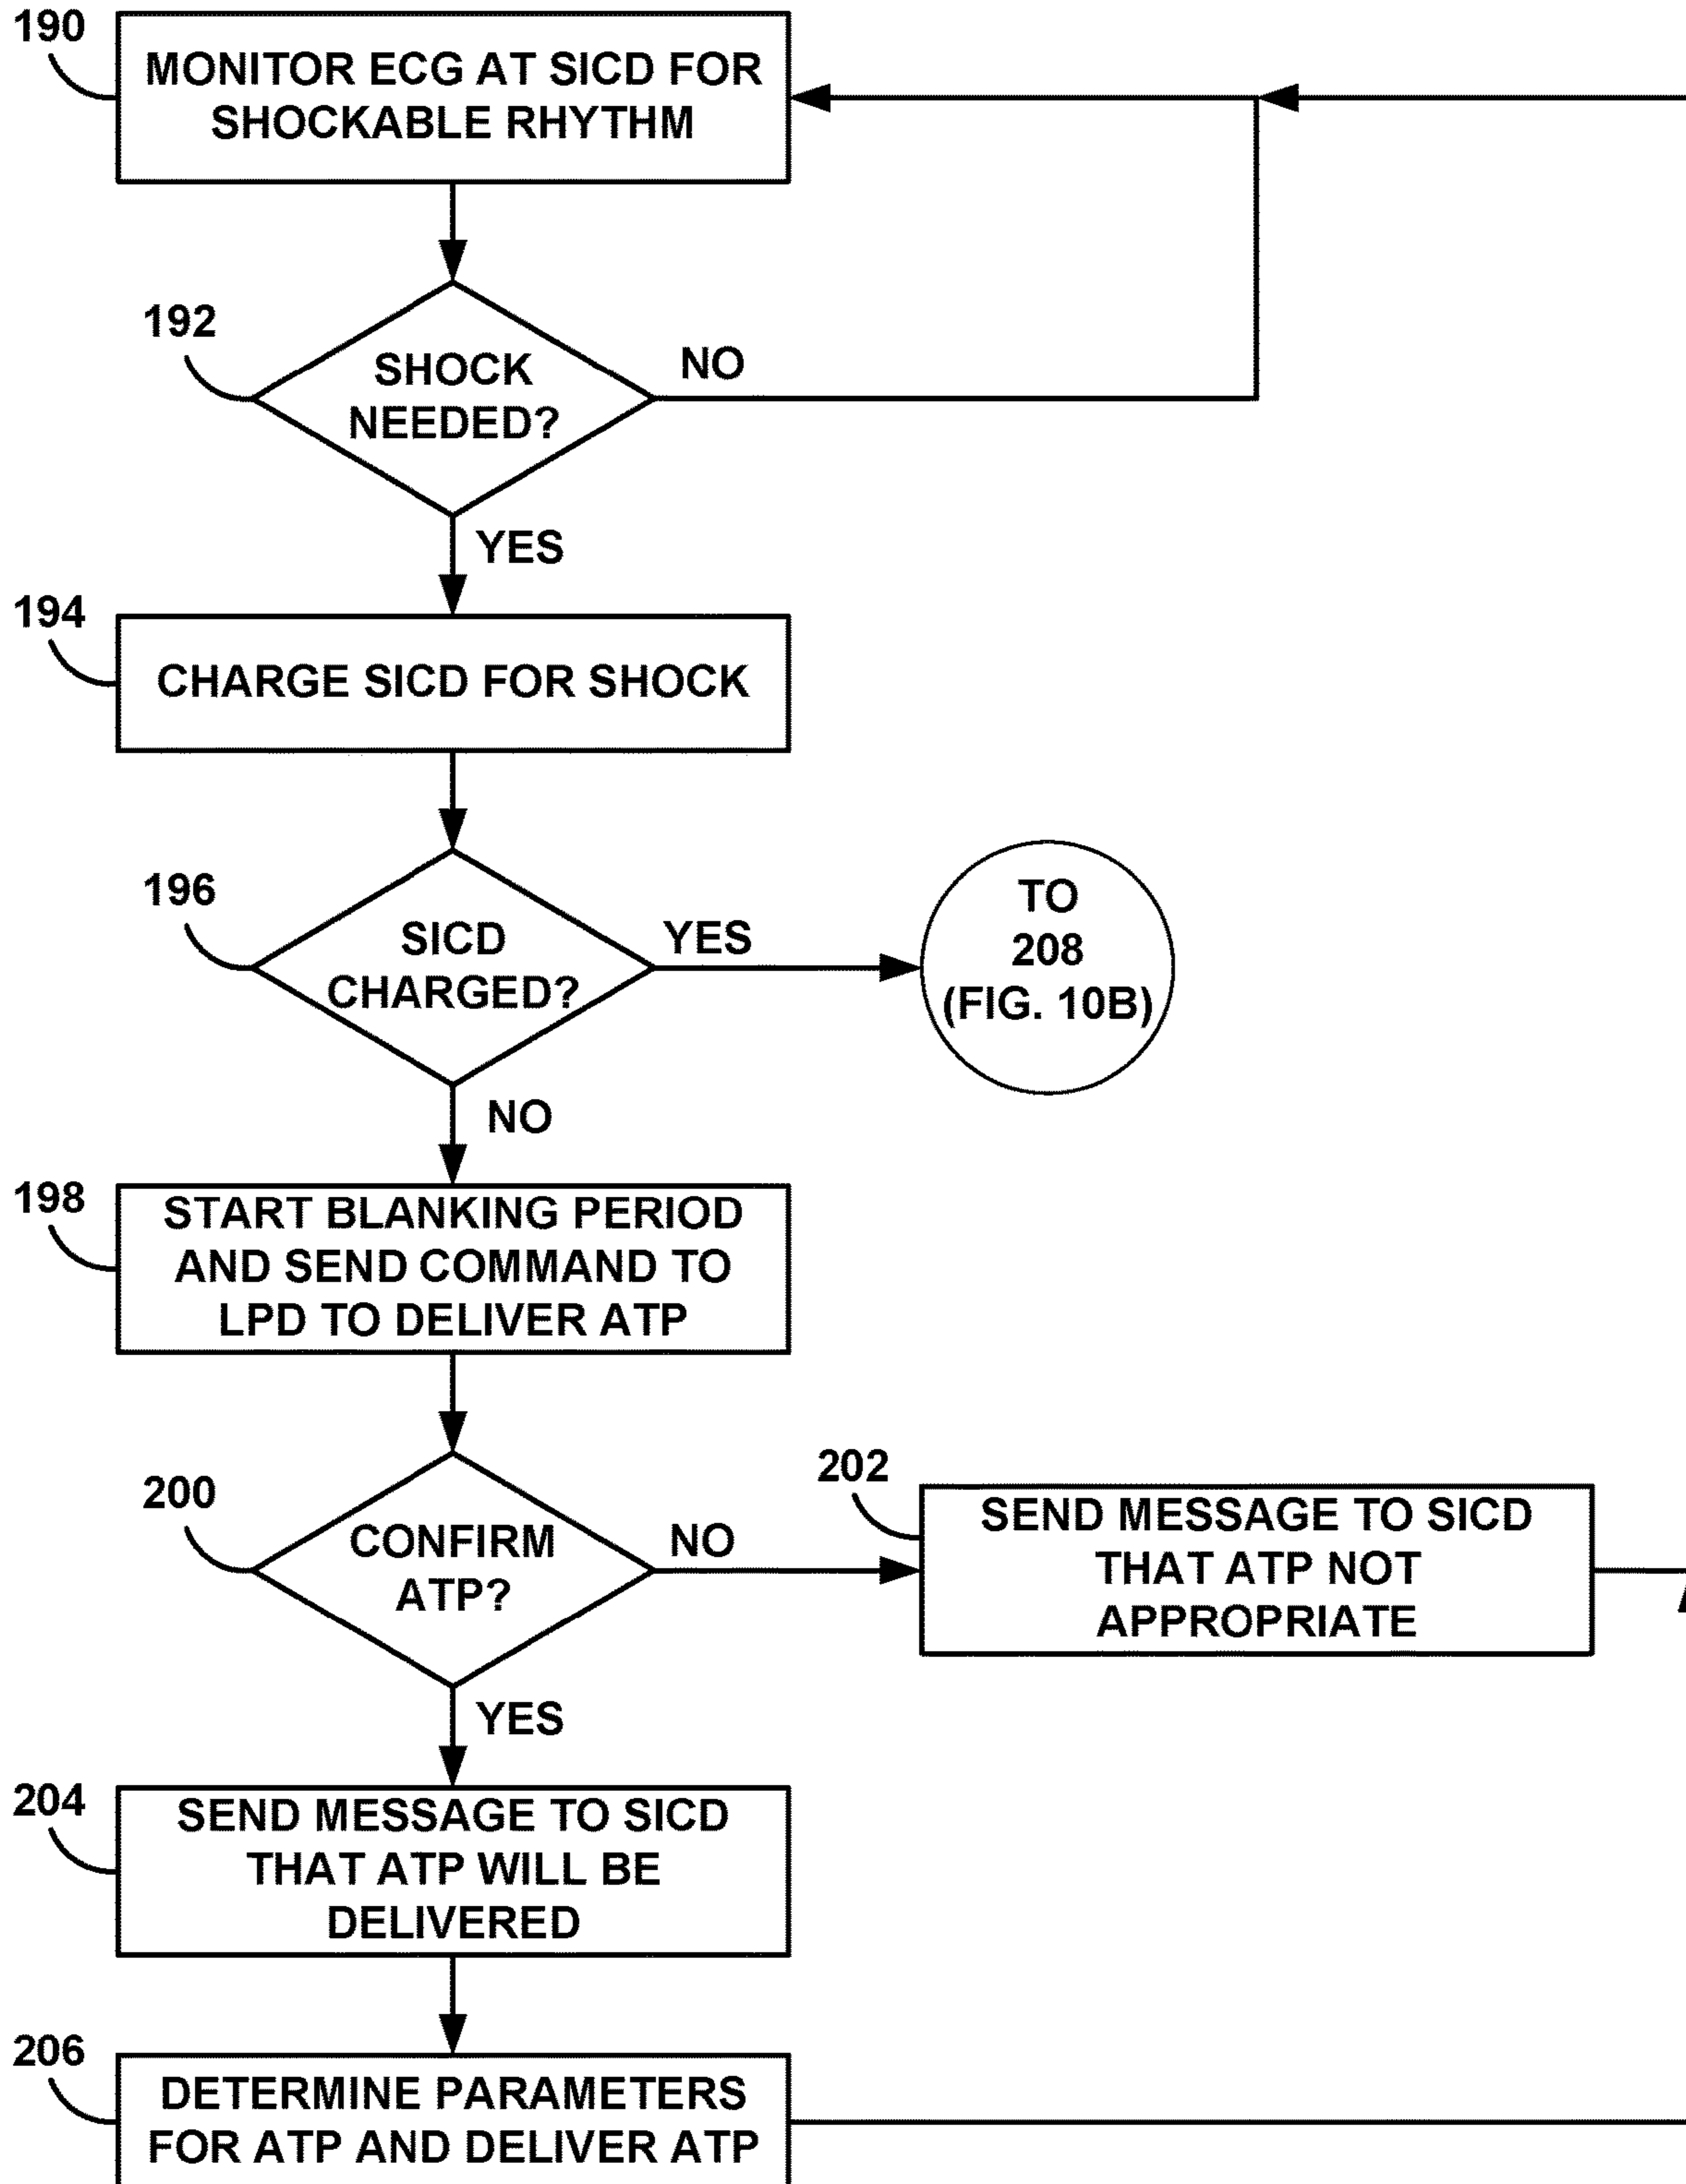 190
MONITOR ECG AT SICD FOR
SHOCKABLE RHYTHM
192
SHOCK
NEEDED?
NO
YES
194
CHARGE SICD FOR SHOCK
196
SICD
CHARGED?
YES
TO
208
(FIG. 10B)
NO
198
START BLANKING PERIOD
AND SEND COMMAND TO
LPD TO DELIVER ATP
200
CONFIRM
ATP?
NO
202
SEND MESSAGE TO SICD
THAT ATP NOT
APPROPRIATE
YES
204
SEND MESSAGE TO SICD
THAT ATP WILL BE
DELIVERED
206
DETERMINE PARAMETERS
FOR ATP AND DELIVER ATP